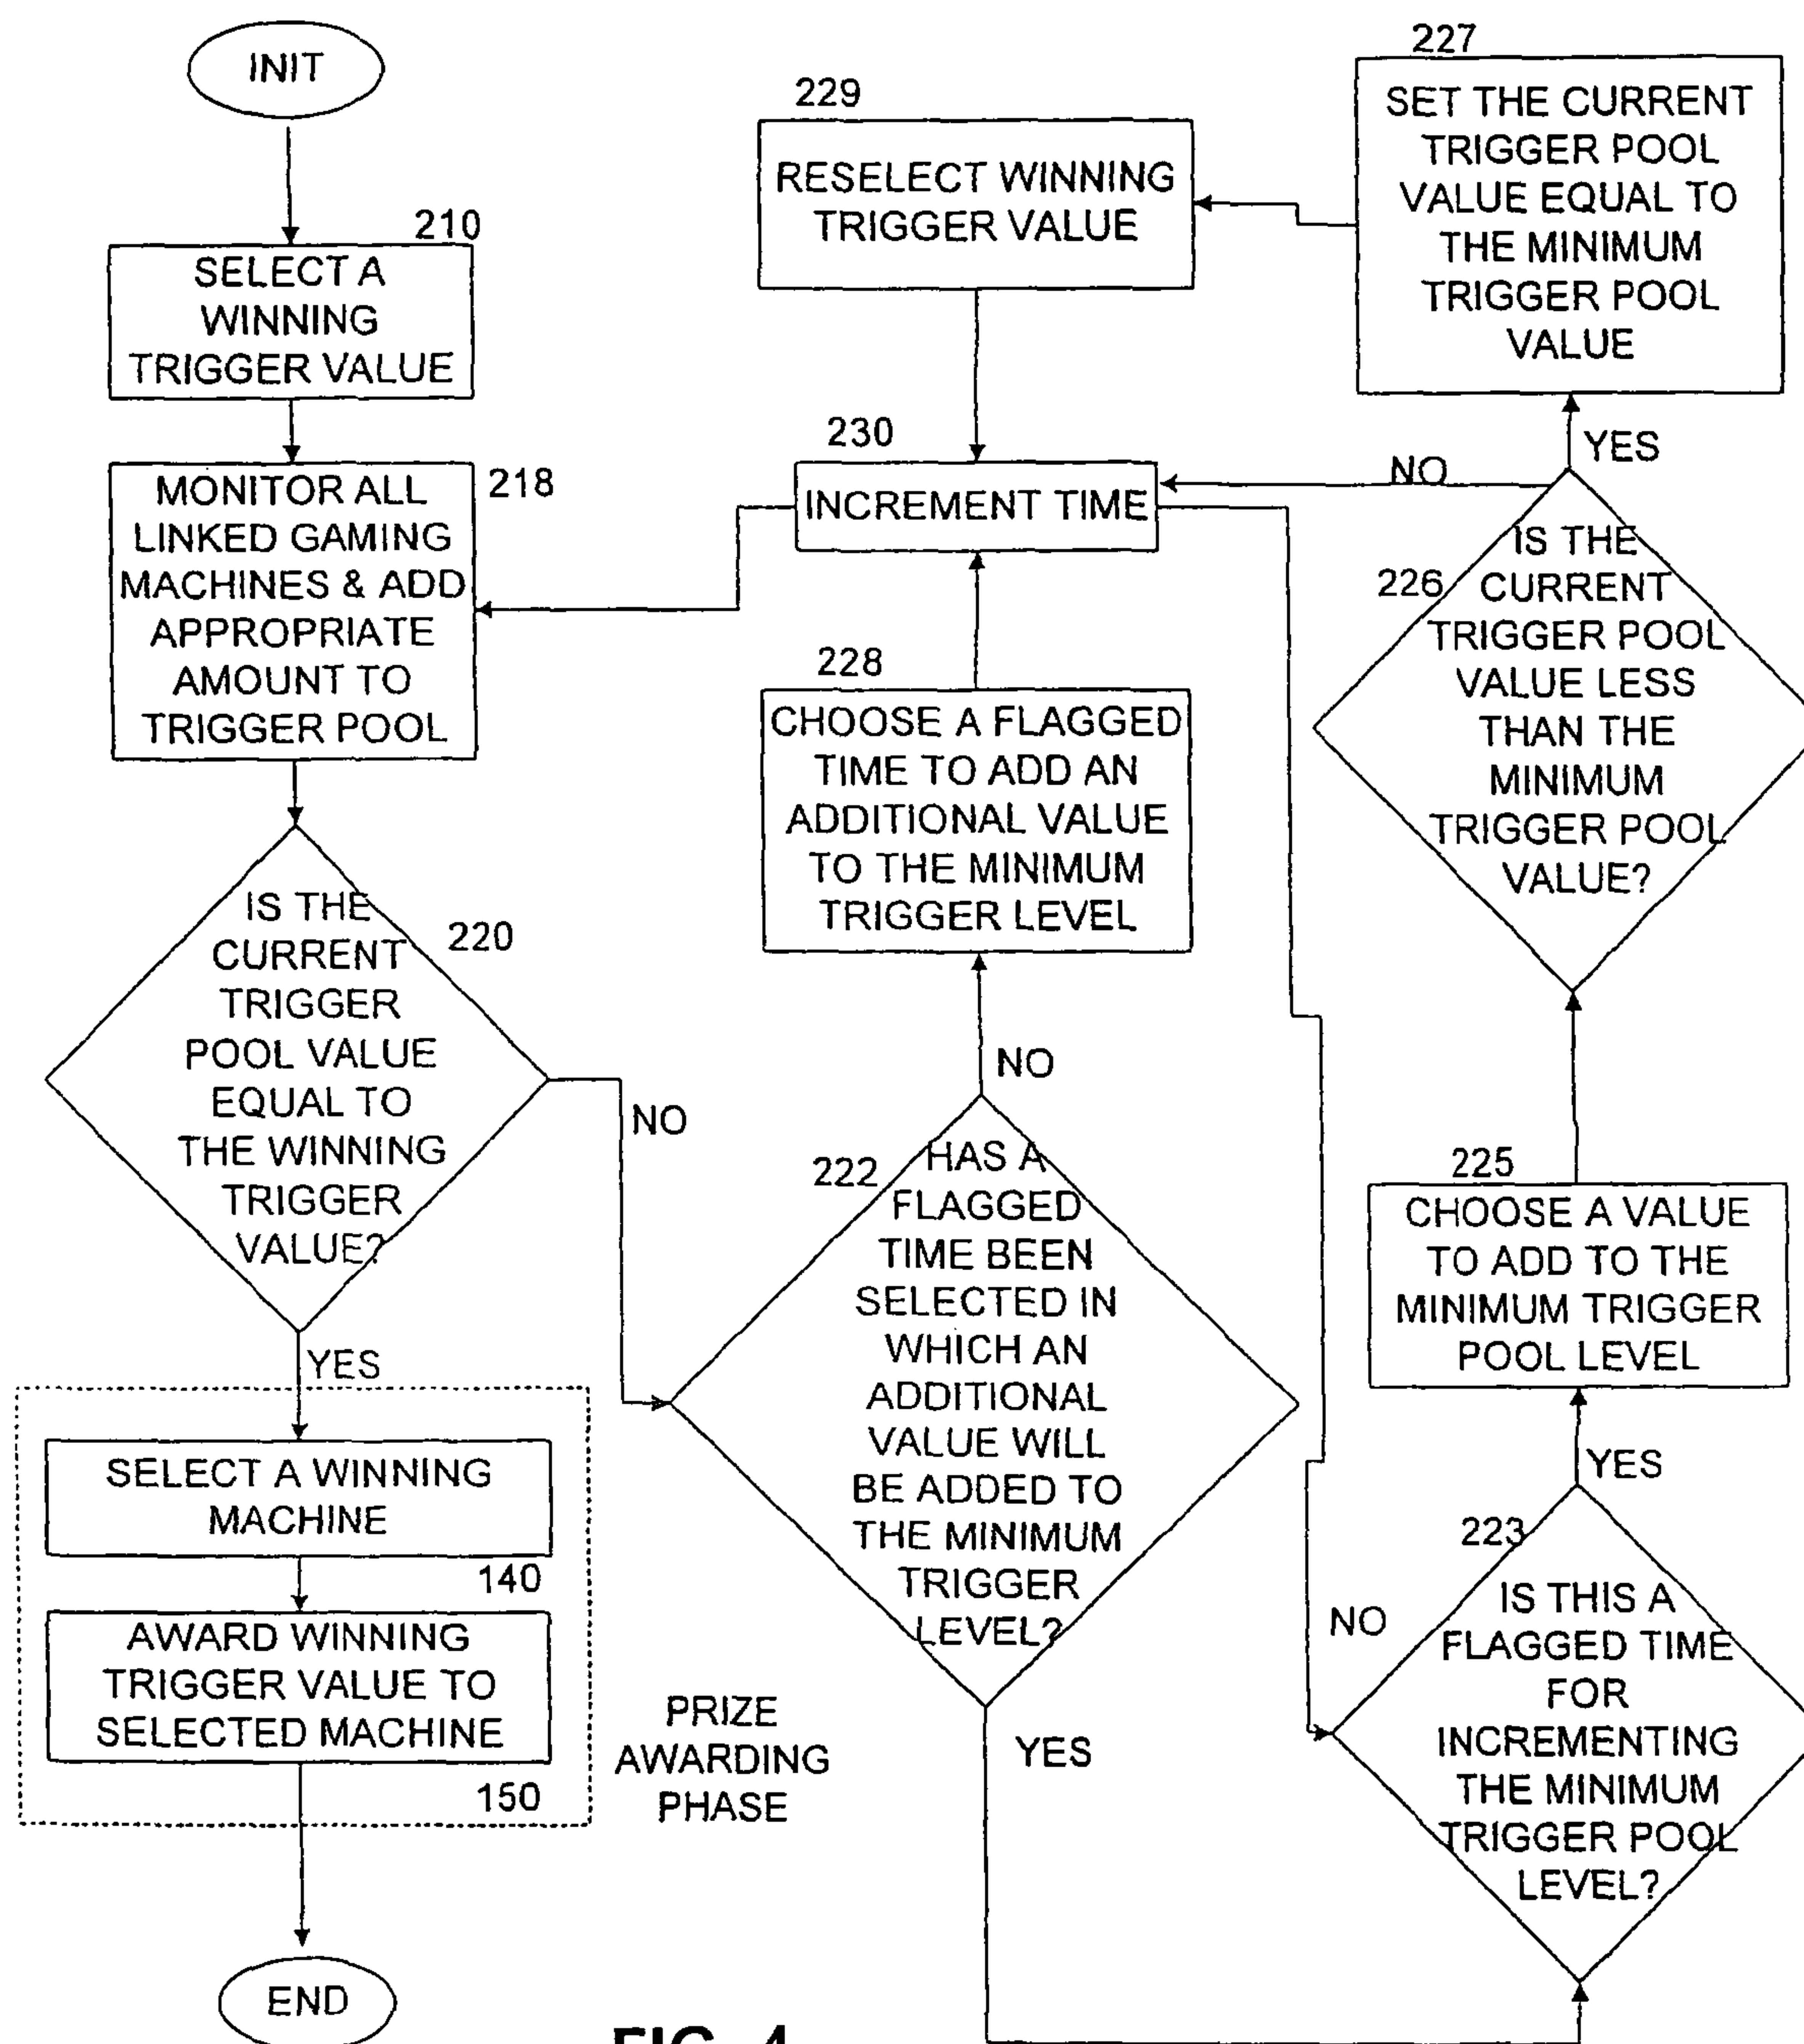 INIT
210
SELECT A
WINNING
TRIGGER VALUE
MONITOR ALL
LINKED GAMING
MACHINES & ADD
APPROPRIATE
AMOUNT TO
TRIGGER POOL
218
IS THE
CURRENT
TRIGGER
POOL VALUE
EQUAL TO
THE WINNING
TRIGGER
VALUE?
220
NO
YES
SELECT A WINNING
MACHINE
140
AWARD WINNING
TRIGGER VALUE TO
SELECTED MACHINE
150
PRIZE
AWARDING
PHASE
END
229
RESELECT WINNING
TRIGGER VALUE
230
INCREMENT TIME
228
CHOOSE A FLAGGED
TIME TO ADD AN
ADDITIONAL VALUE
TO THE MINIMUM
TRIGGER LEVEL
NO
222
HAS A
FLAGGED
TIME BEEN
SELECTED IN
WHICH AN
ADDITIONAL
VALUE WILL
BE ADDED TO
THE MINIMUM
TRIGGER
LEVEL?
YES
227
SET THE CURRENT
TRIGGER POOL
VALUE EQUAL TO
THE MINIMUM
TRIGGER POOL
VALUE
YES
NO
226
IS THE
CURRENT
TRIGGER POOL
VALUE LESS
THAN THE
MINIMUM
TRIGGER POOL
VALUE?
225
CHOOSE A VALUE
TO ADD TO THE
MINIMUM TRIGGER
POOL LEVEL
YES
223
IS THIS A
FLAGGED TIME
FOR
INCREMENTING
THE MINIMUM
TRIGGER POOL
LEVEL?
NO
FIG. 4